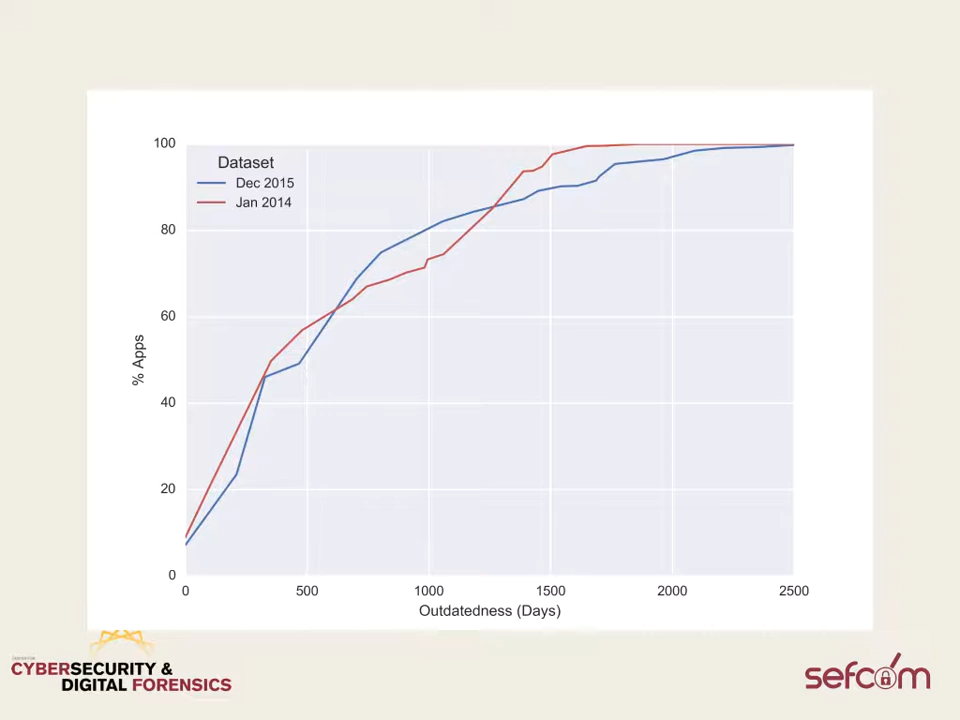 100
80
60
40
20
0
% Apps
Dataset
Dec 2015
Jan 2014
0 500 1000 1500 2000 2500
Outdatedness (Days)
CYBERSECURITY &
DIGITAL FORENSICS
sefcom